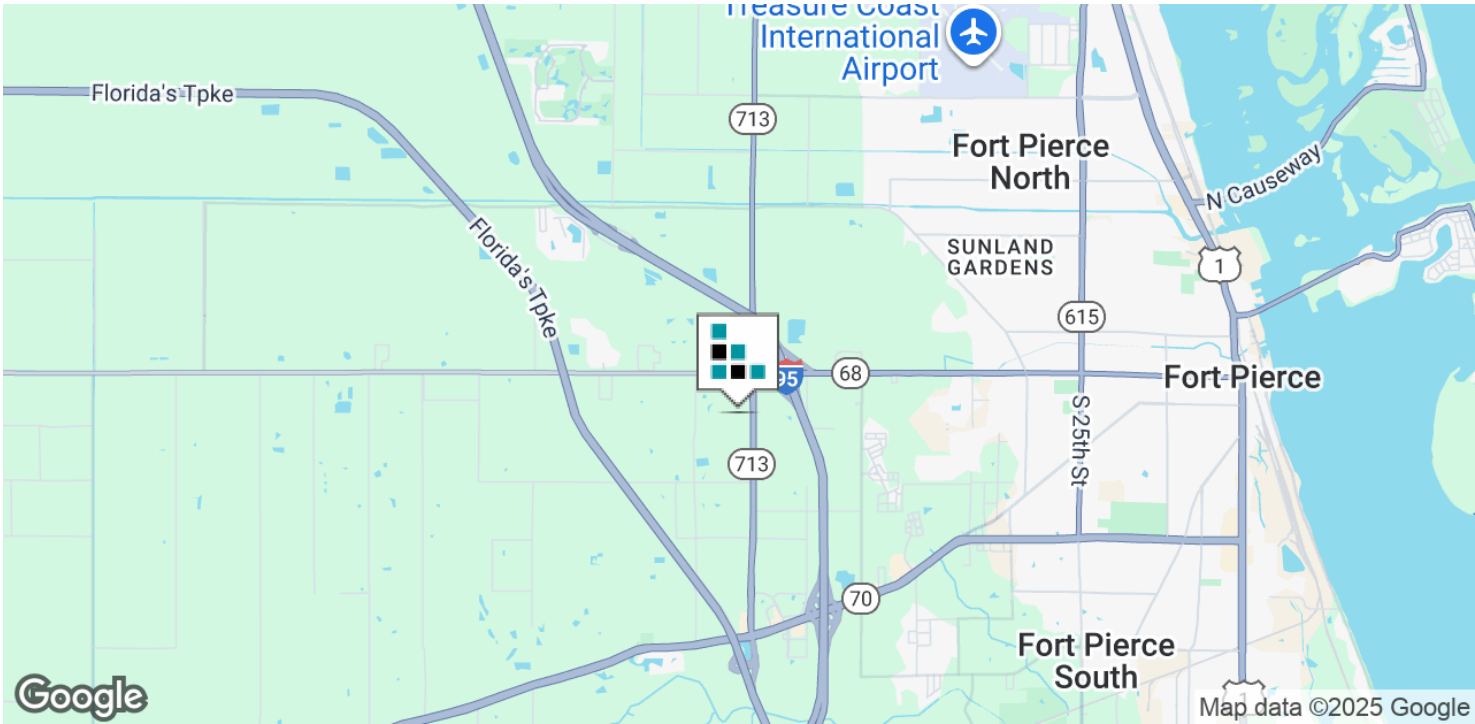 Treasure Coast
International
Airport
Florida's Tpke
713
Fort Pierce
North
N Causeway
Florida's Tpke
SUNLAND
GARDENS
1
615
95
68
Fort Pierce
S 25th St
713
70
Fort Pierce
South
1
Google
Map data ©2025 Google